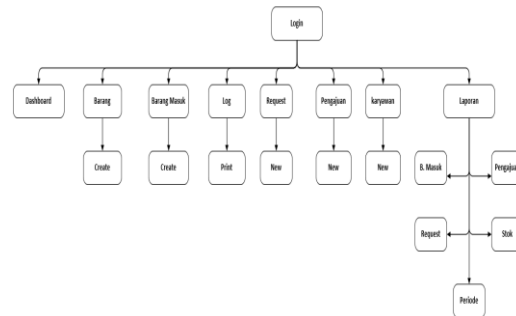 Login
Dashboard
Barang
Barang Masuk
Log
Request
Pengajuan
karyawan
Laporan
Create
Create
Print
New
New
New
B. Masuk
Pengajuan
Request
Stok
Periode